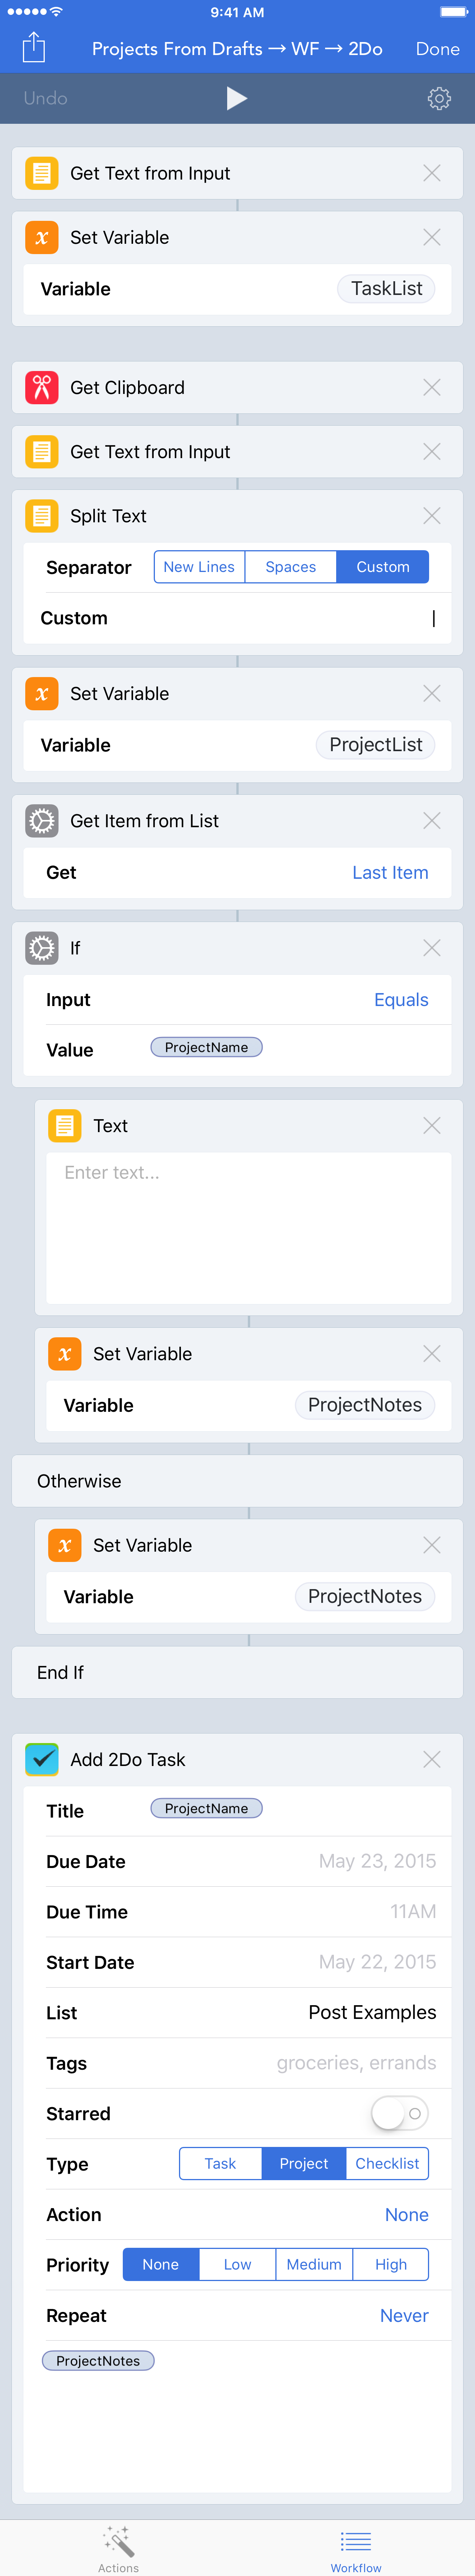 9:41 AM
Projects From Drafts → WF → 2Do Done
Undo
Get Text from Input
x Set Variable
Variable TaskList
Get Clipboard
Get Text from Input
Split Text
Separator New Lines Spaces Custom
Custom |
x Set Variable
Variable ProjectList
Get Item from List
Get Last Item
If
Input Equals
Value ProjectName
Text
Enter text...
x Set Variable
Variable ProjectNotes
Otherwise
x Set Variable
Variable ProjectNotes
End If
Add 2Do Task
Title ProjectName
Due Date May 23, 2015
Due Time 11AM
Start Date May 22, 2015
List Post Examples
Tags groceries, errands
Starred
Type Task Project Checklist
Action None
Priority None Low Medium High
Repeat Never
ProjectNotes
Actions Workflow